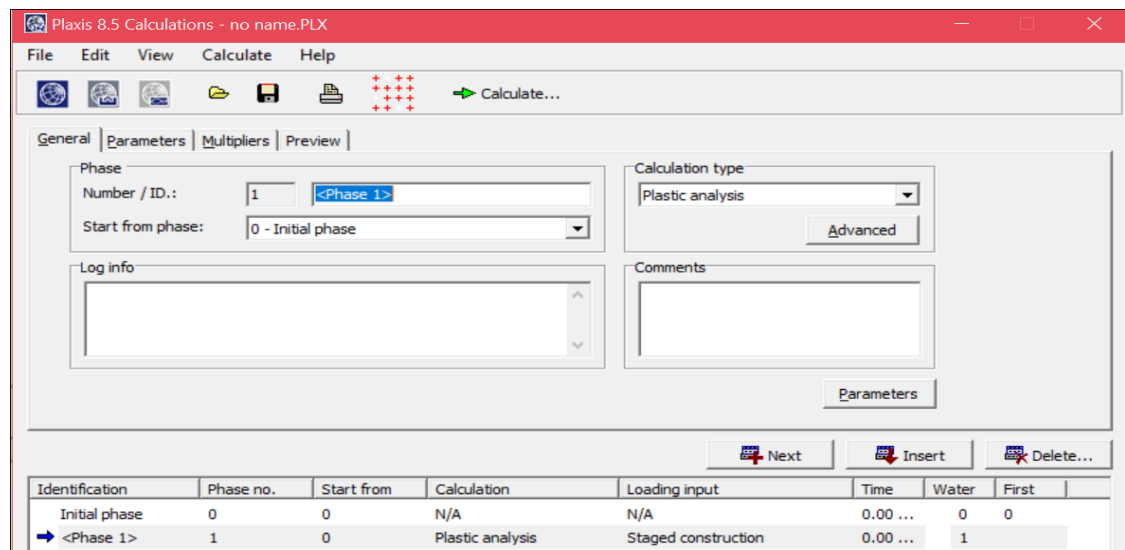 Plaxis 8.5 Calculations - no name.PLX
File Edit View Calculate Help
Calculate...
General Parameters Multipliers Preview
Phase
Number / ID.: 1 <Phase 1>
Start from phase: 0 - Initial phase
Calculation type
Plastic analysis
Advanced
Log info
Comments
Parameters
Next Insert Delete...
Identification Phase no. Start from Calculation Loading input Time Water First
Initial phase 0 0 N/A N/A 0.00 ... 0 0
<Phase 1> 1 0 Plastic analysis Staged construction 0.00 ... 1